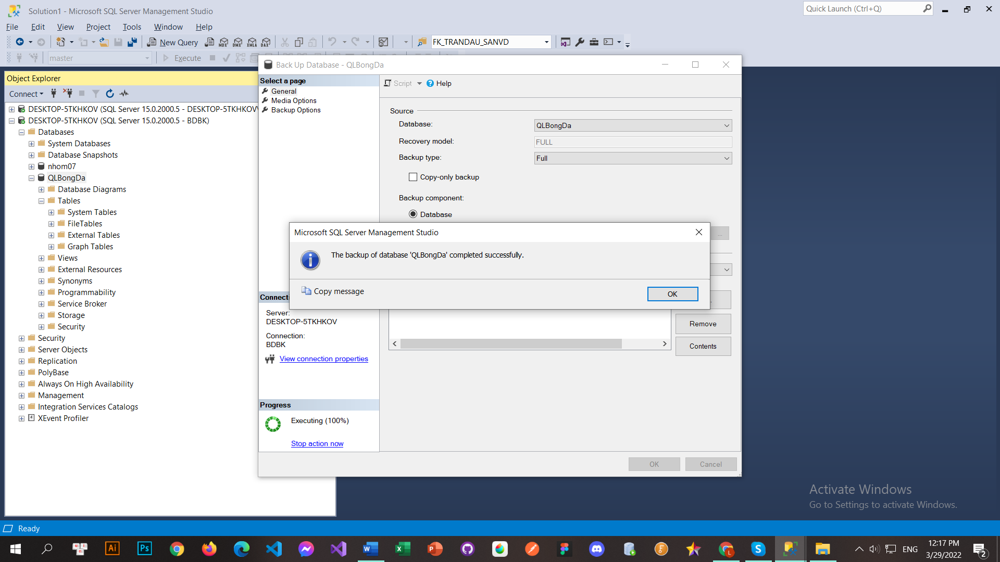 Solution1 - Microsoft SQL Server Management Studio
Quick Launch (Ctrl+Q)
File Edit View Project Tools Window Help
New Query
MDX DMX XMLA DAX
FK_TRANDAU_SANVD
master
Execute
Object Explorer
Connect
DESKTOP-5TKHKOV (SQL Server 15.0.2000.5 - DESKTOP-5TKHKOV
DESKTOP-5TKHKOV (SQL Server 15.0.2000.5 - BDBK)
Databases
System Databases
Database Snapshots
nhom07
QLBongDa
Database Diagrams
Tables
System Tables
FileTables
External Tables
Graph Tables
Views
External Resources
Synonyms
Programmability
Service Broker
Storage
Security
Security
Server Objects
Replication
PolyBase
Always On High Availability
Management
Integration Services Catalogs
XEvent Profiler
Back Up Database - QLBongDa
Select a page
General
Media Options
Backup Options
Script
Help
Source
Database:
QLBongDa
Recovery model:
FULL
Backup type:
Full
Copy-only backup
Backup component:
Database
...
Microsoft SQL Server Management Studio
The backup of database 'QLBongDa' completed successfully.
Copy message
OK
Connecti
Server:
DESKTOP-5TKHKOV
Connection:
BDBK
View connection properties
Remove
Contents
Progress
Executing (100%)
Stop action now
OK
Cancel
Activate Windows
Go to Settings to activate Windows.
Ready
Ai
Ps
ENG
12:17 PM
3/29/2022
2